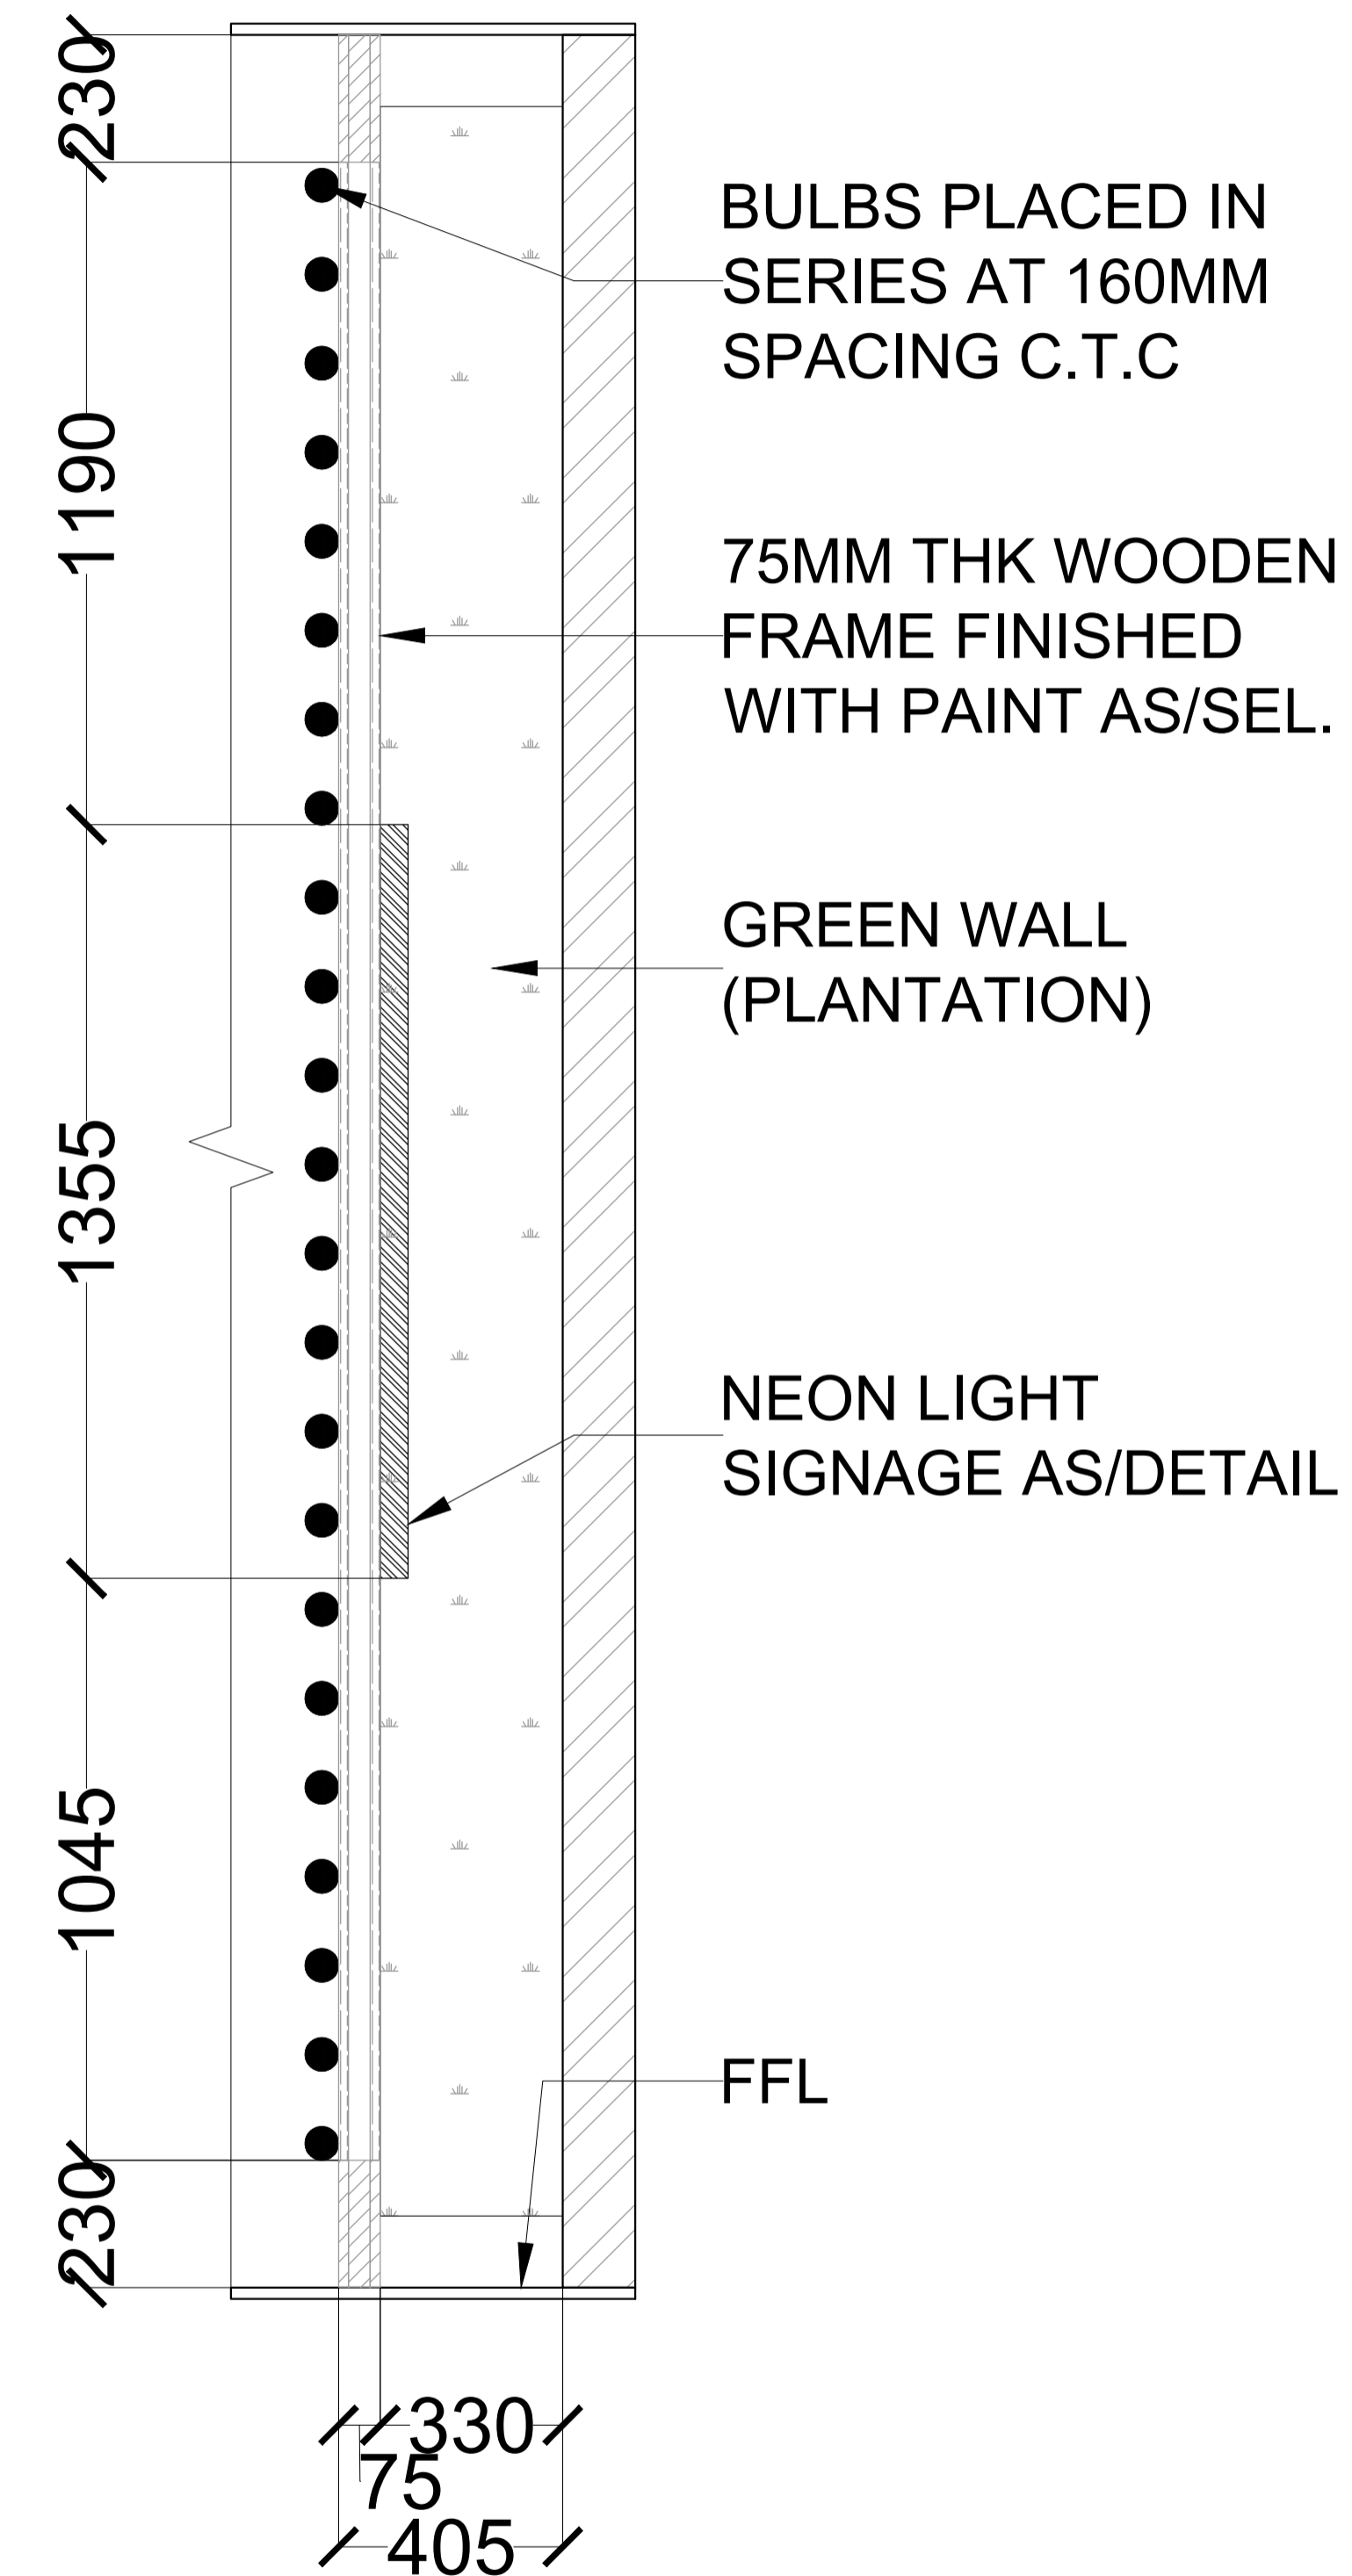 230
BULBS PLACED IN
SERIES AT 160MM
SPACING C.T.C
1190
75MM THK WOODEN
FRAME FINISHED
WITH PAINT AS/SEL.
GREEN WALL
(PLANTATION)
1355
NEON LIGHT
SIGNAGE AS/DETAIL
1045
FFL
230
330
75
405